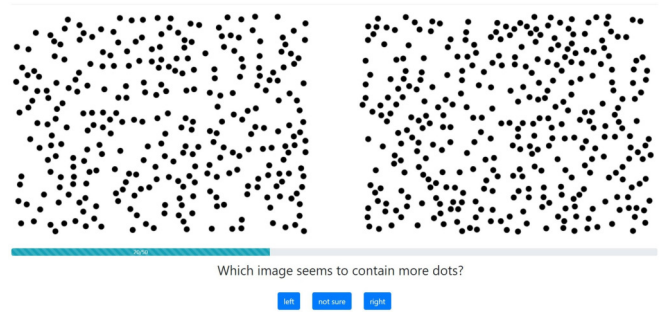 Which image seems to contain more dots?
left
not sure
right